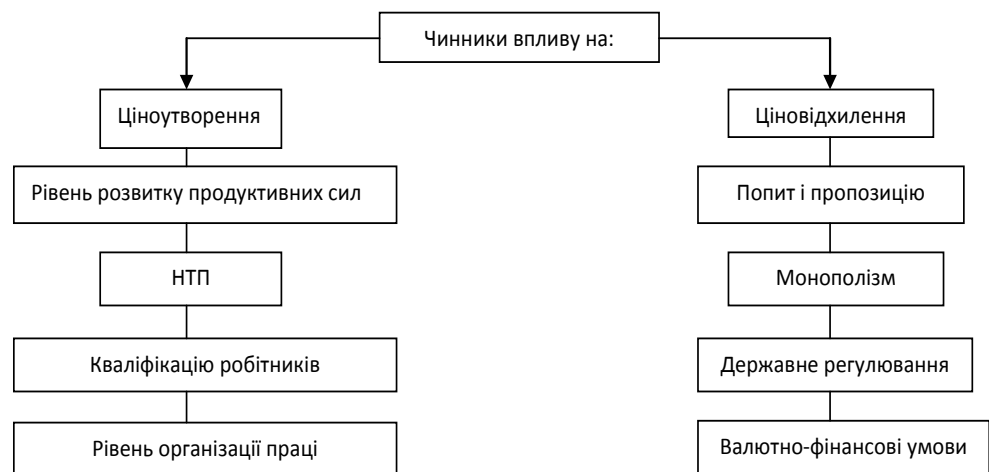 Чинники впливу на:
Ціноутворення
Рівень розвитку продуктивних сил
НТП
Кваліфікацію робітників
Рівень організації праці
Ціновідхилення
Попит і пропозицію
Монополізм
Державне регулювання
Валютно-фінансові умови